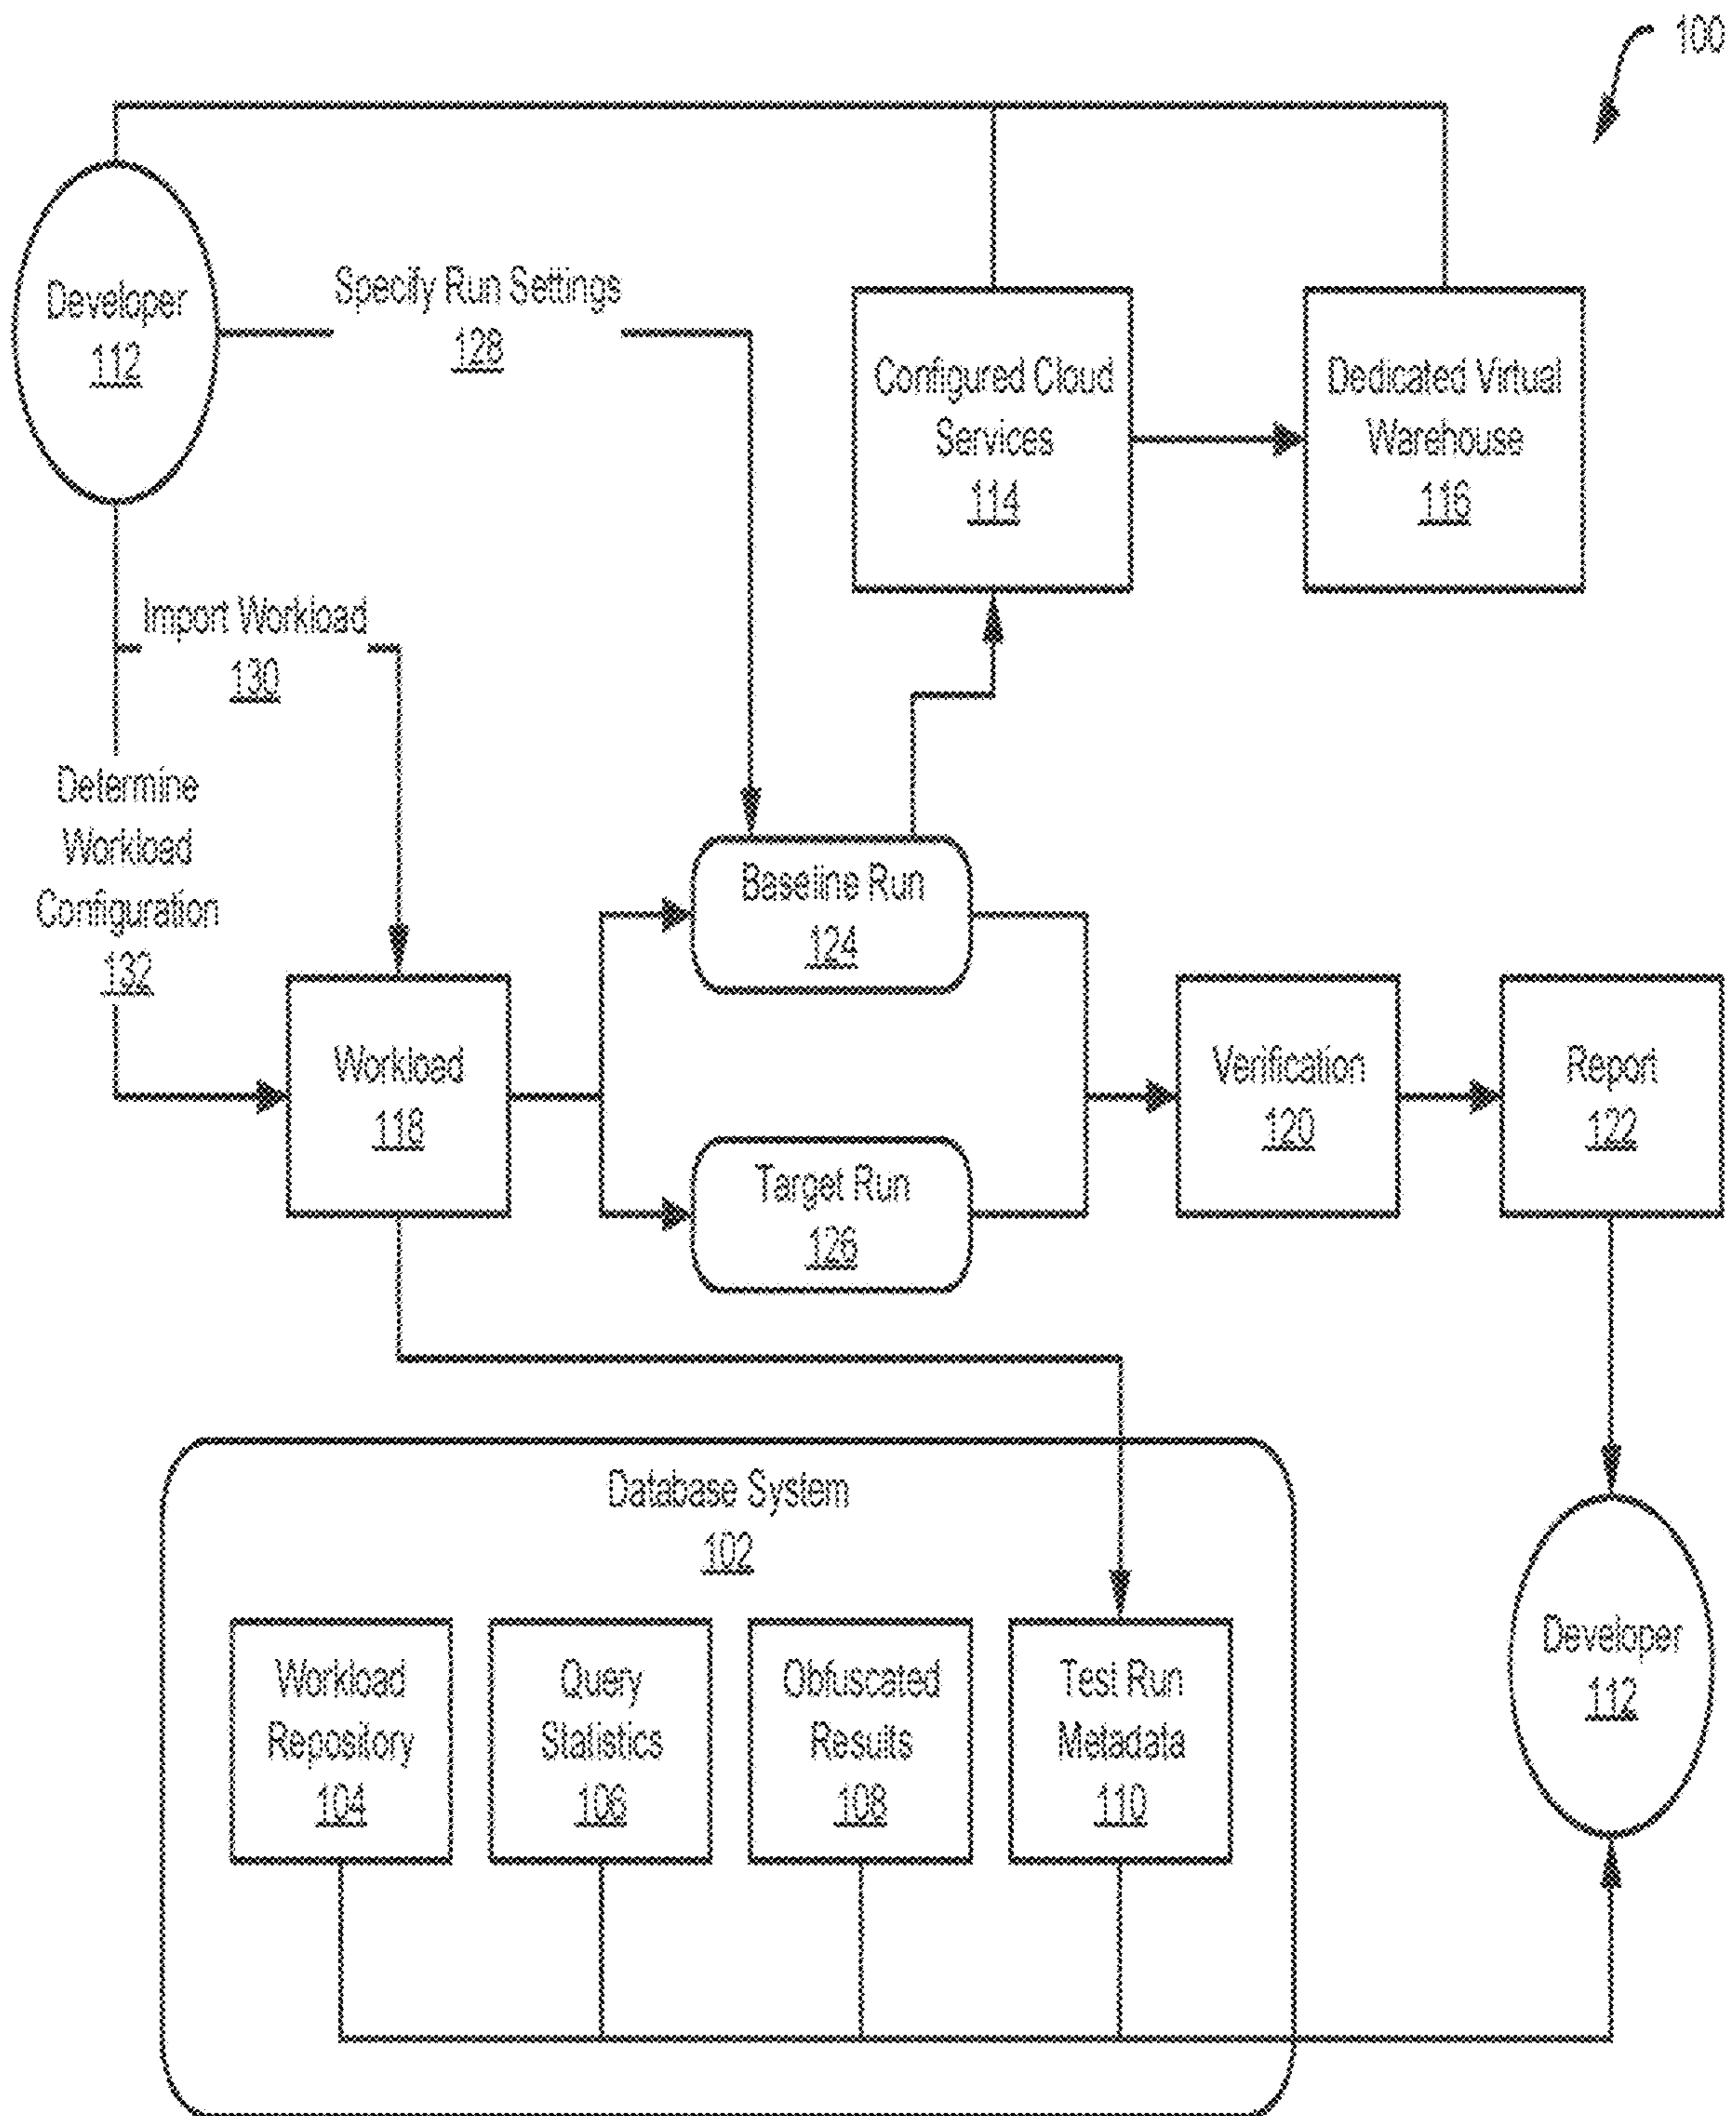 100
Developer
112
Specify Run Settings
128
Configured Cloud
Services
114
Dedicated Virtual
Warehouse
116
Import Workload
130
Determine
Workload
Configuration
132
Baseline Run
124
Workload
118
Verification
120
Report
122
Target Run
126
Database System
102
Workload
Repository
104
Query
Statistics
106
Obfuscated
Results
108
Test Run
Metadata
110
Developer
112